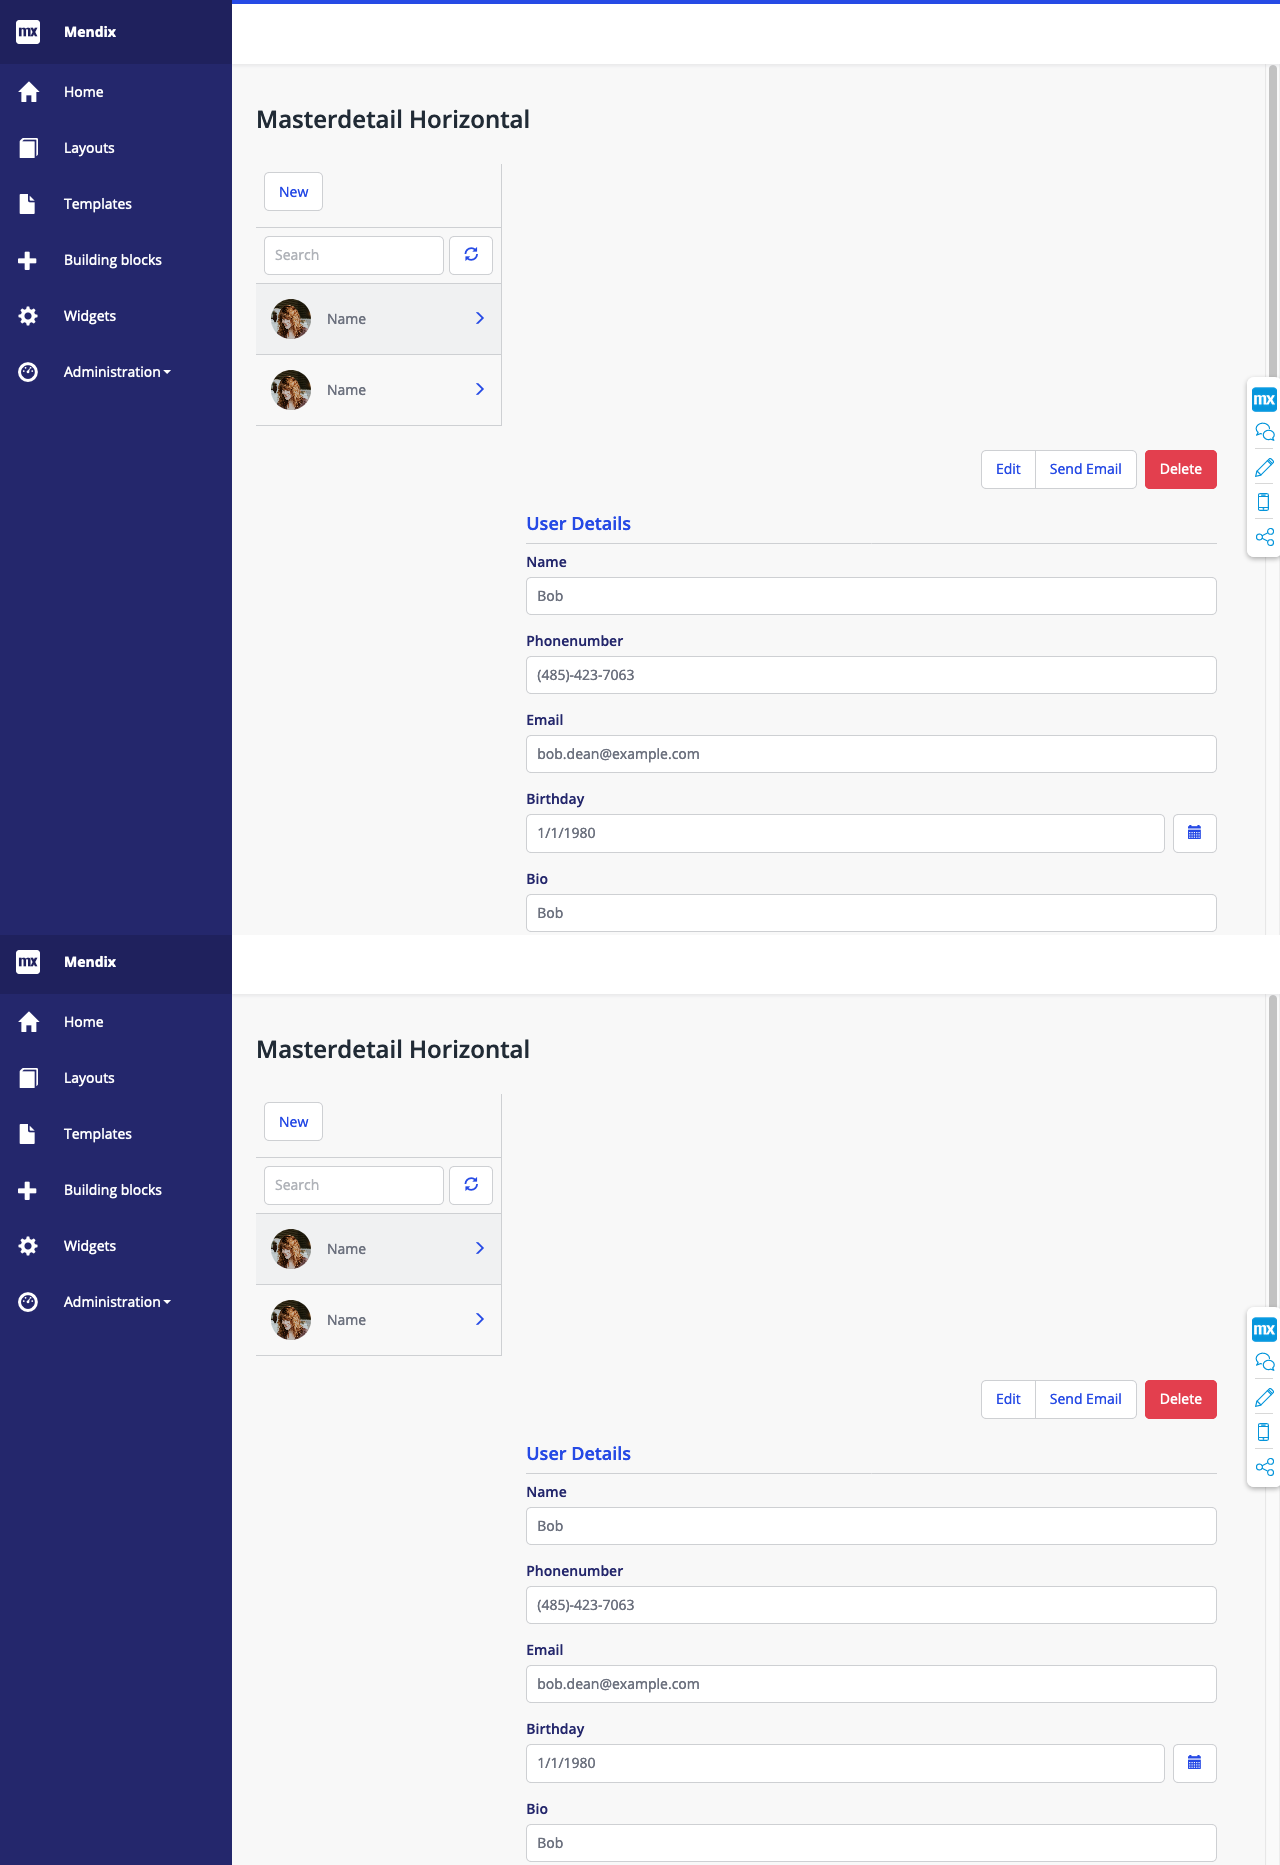 mx Mendix
Home
Layouts
Templates
Building blocks
Widgets
Administration
Masterdetail Horizontal
New
Search
Name
Name
mx
Edit Send Email Delete
User Details
Name
Bob
Phonenumber
(485)-423-7063
Email
bob.dean@example.com
Birthday
1/1/1980
Bio
Bob
mx Mendix
Home
Layouts
Templates
Building blocks
Widgets
Administration
Masterdetail Horizontal
New
Search
Name
Name
mx
Edit Send Email Delete
User Details
Name
Bob
Phonenumber
(485)-423-7063
Email
bob.dean@example.com
Birthday
1/1/1980
Bio
Bob